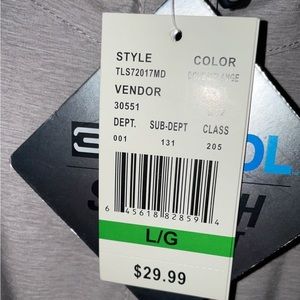 STYLE COLOR
TLS72017MD
VENDOR
30551
DEPT. SUB-DEPT CLASS
001 131 205
6 45618 82859 4
L/G
$29.99